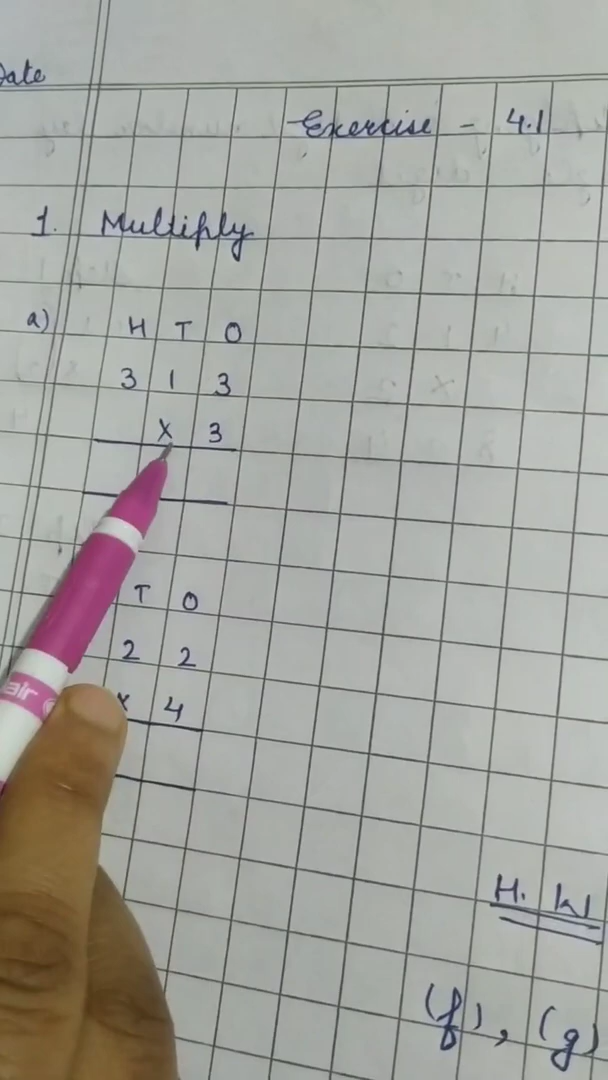 Date
Exercise - 4.1
1. Multiply
a) H T O
3 1 3
x 3
T O
2 2
x 4
H. W
(f), (g)